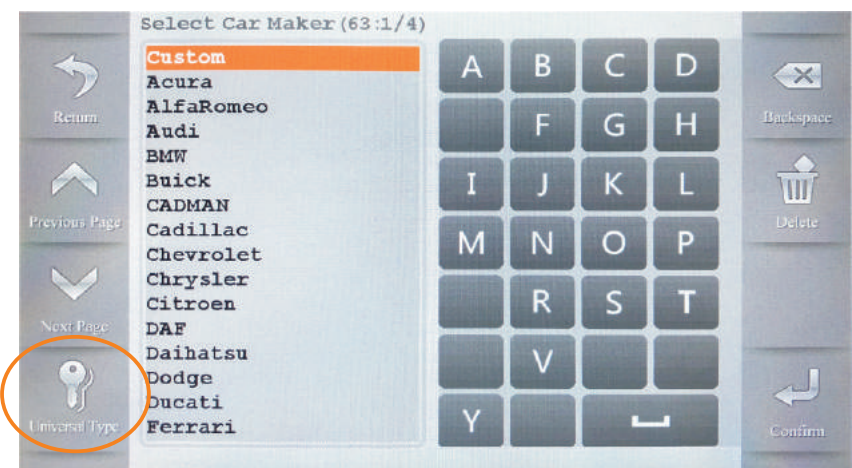 Select Car Maker (63:1/4)
Return
Previous Page
Next Page
Universal Type
Custom
Acura
AlfaRomeo
Audi
BMW
Buick
CADMAN
Cadillac
Chevrolet
Chrysler
Citroen
DAF
Daihatsu
Dodge
Ducati
Ferrari
A B C D
F G H
I J K L
M N O P
R S T
V
Y
Backspace
Delete
Confirm